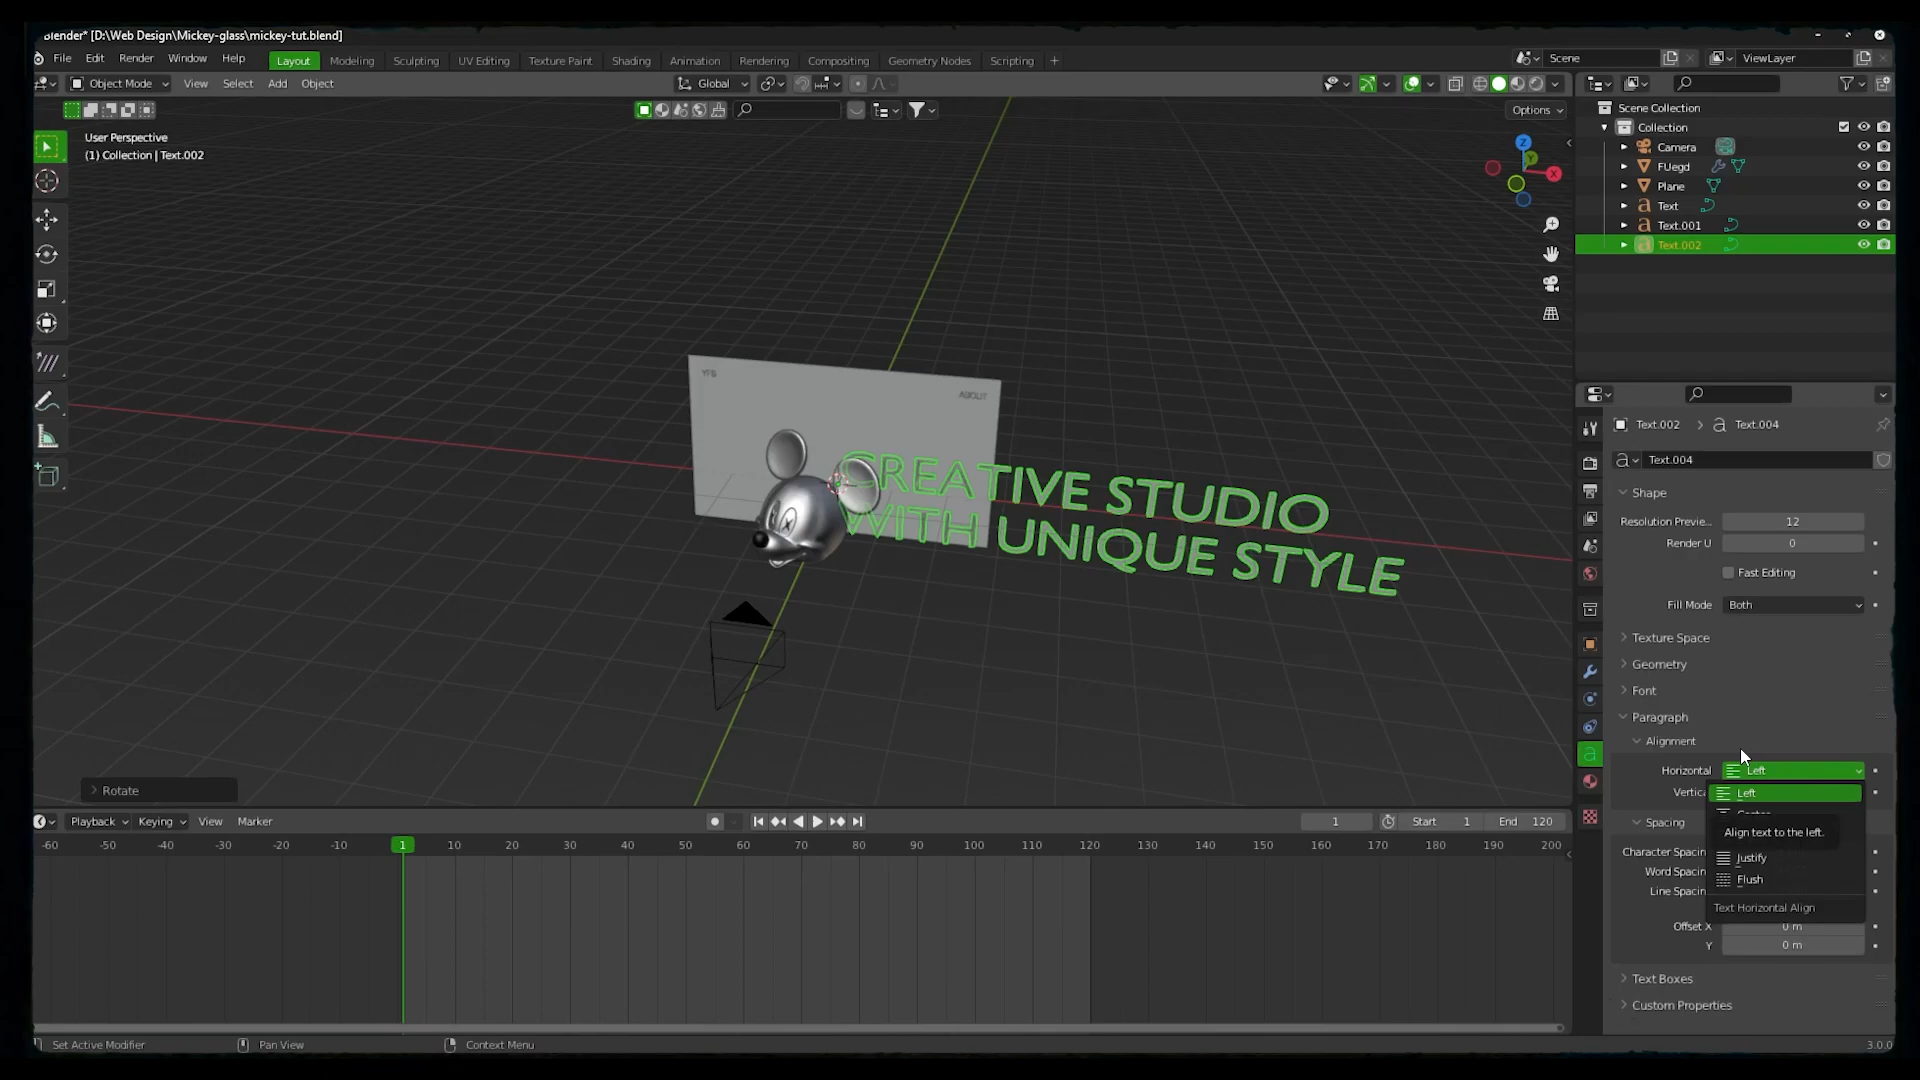 Blender* [D:\Web Design\Mickey-glass\mickey-tut.blend]
File Edit Render Window Help Layout Modeling Sculpting UV Editing Texture Paint Shading Animation Rendering Compositing Geometry Nodes Scripting + Scene ViewLayer
Object Mode View Select Add Object Global
Options
User Perspective
(1) Collection | Text.002
Z
Y
X
YFS
ABOUT
CREATIVE STUDIO
WITH UNIQUE STYLE
Rotate
Scene Collection
Collection
Camera
FUegd
Plane
Text
Text.001
Text.002
Text.002 > Text.004
Text.004
Shape
Resolution Previe... 12
Render U 0
Fast Editing
Fill Mode Both
Texture Space
Geometry
Font
Paragraph
Alignment
Horizontal Left
Vertica
Left
Spacing
Align text to the left.
Character Spacin
Justify
Word Spacin
Flush
Line Spacin
Text Horizontal Align
Offset X 0 m
Y 0 m
Text Boxes
Custom Properties
Playback Keying View Marker 1 Start 1 End 120
-60 -50 -40 -30 -20 -10 1 10 20 30 40 50 60 70 80 90 100 110 120 130 140 150 160 170 180 190 200
Set Active Modifier Pan View Context Menu 3.0.0